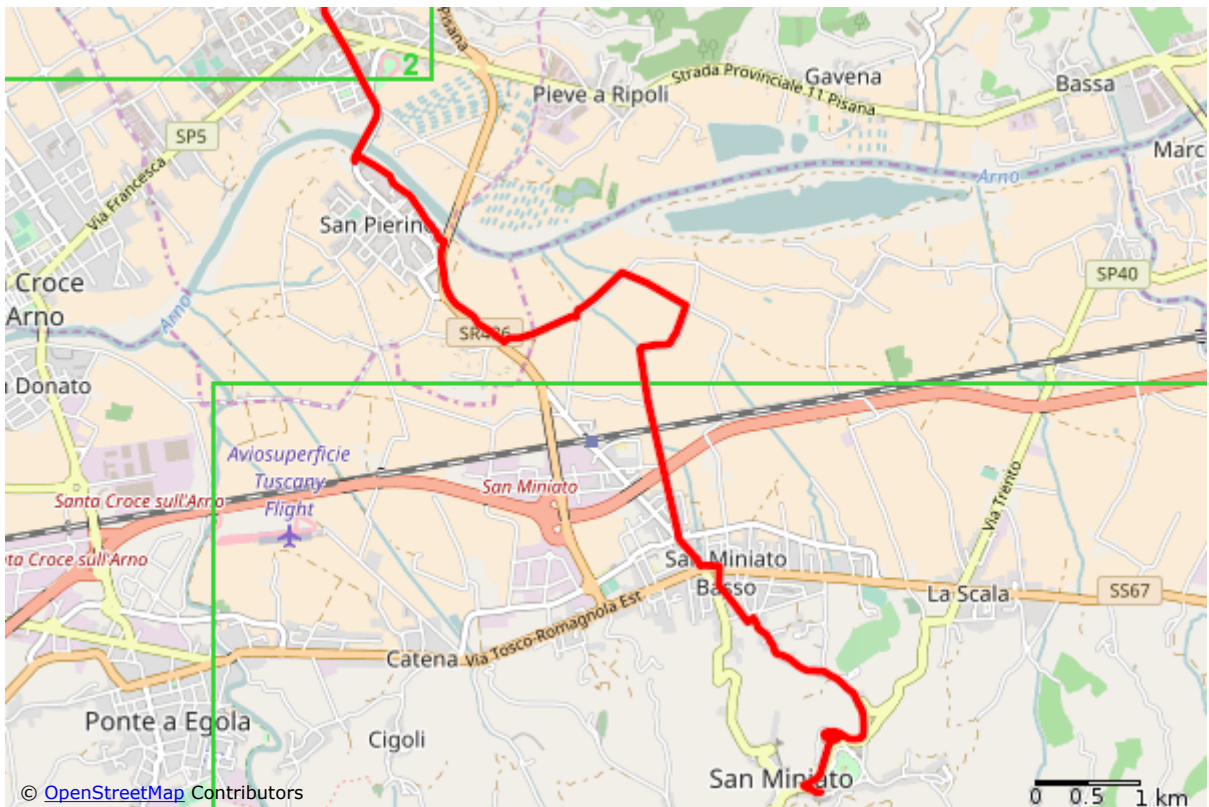 Pisana
2
Strada Provinciale 11 Pisana
Gavena
Bassa
Pieve a Ripoli
SP5
Marc
Via Francesca
Arno
San Pierino
Croce
Arno
SP40
Arno
Donato
Aviosuperficie
Tuscany
Flight
San Miniato
Santa Croce sull'Arno
Via Trento
nta Croce sull'Arno
San Miniato
Basso
La Scala
SS67
Via Tosco-Romagnola Est
Catena
Ponte a Egola
Cigoli
San Miniato
0 0.5 1 km
© OpenStreetMap Contributors